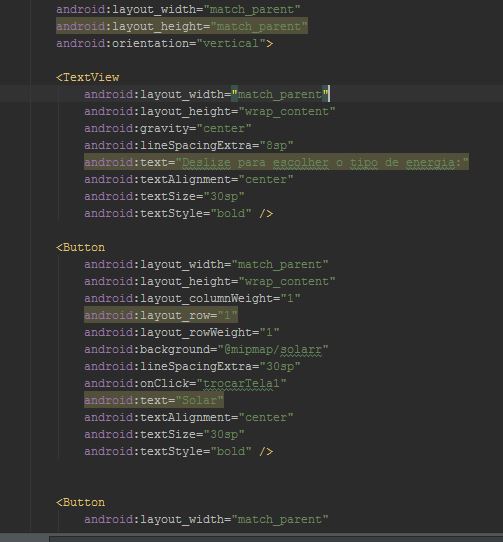 android:layout_width="match_parent"
android:layout_height="match_parent"
android:orientation="vertical">
<TextView
android:layout_width="match_parent"
android:layout_height="wrap_content"
android:gravity="center"
android:lineSpacingExtra="8sp"
android:text="Deslize para escolher o tipo de energia:"
android:textAlignment="center"
android:textSize="30sp"
android:textStyle="bold" />
<Button
android:layout_width="match_parent"
android:layout_height="wrap_content"
android:layout_columnWeight="1"
android:layout_row="1"
android:layout_rowWeight="1"
android:background="@mipmap/solarr"
android:lineSpacingExtra="30sp"
android:onClick="trocarTela1"
android:text="Solar"
android:textAlignment="center"
android:textSize="30sp"
android:textStyle="bold" />
<Button
android:layout_width="match_parent"